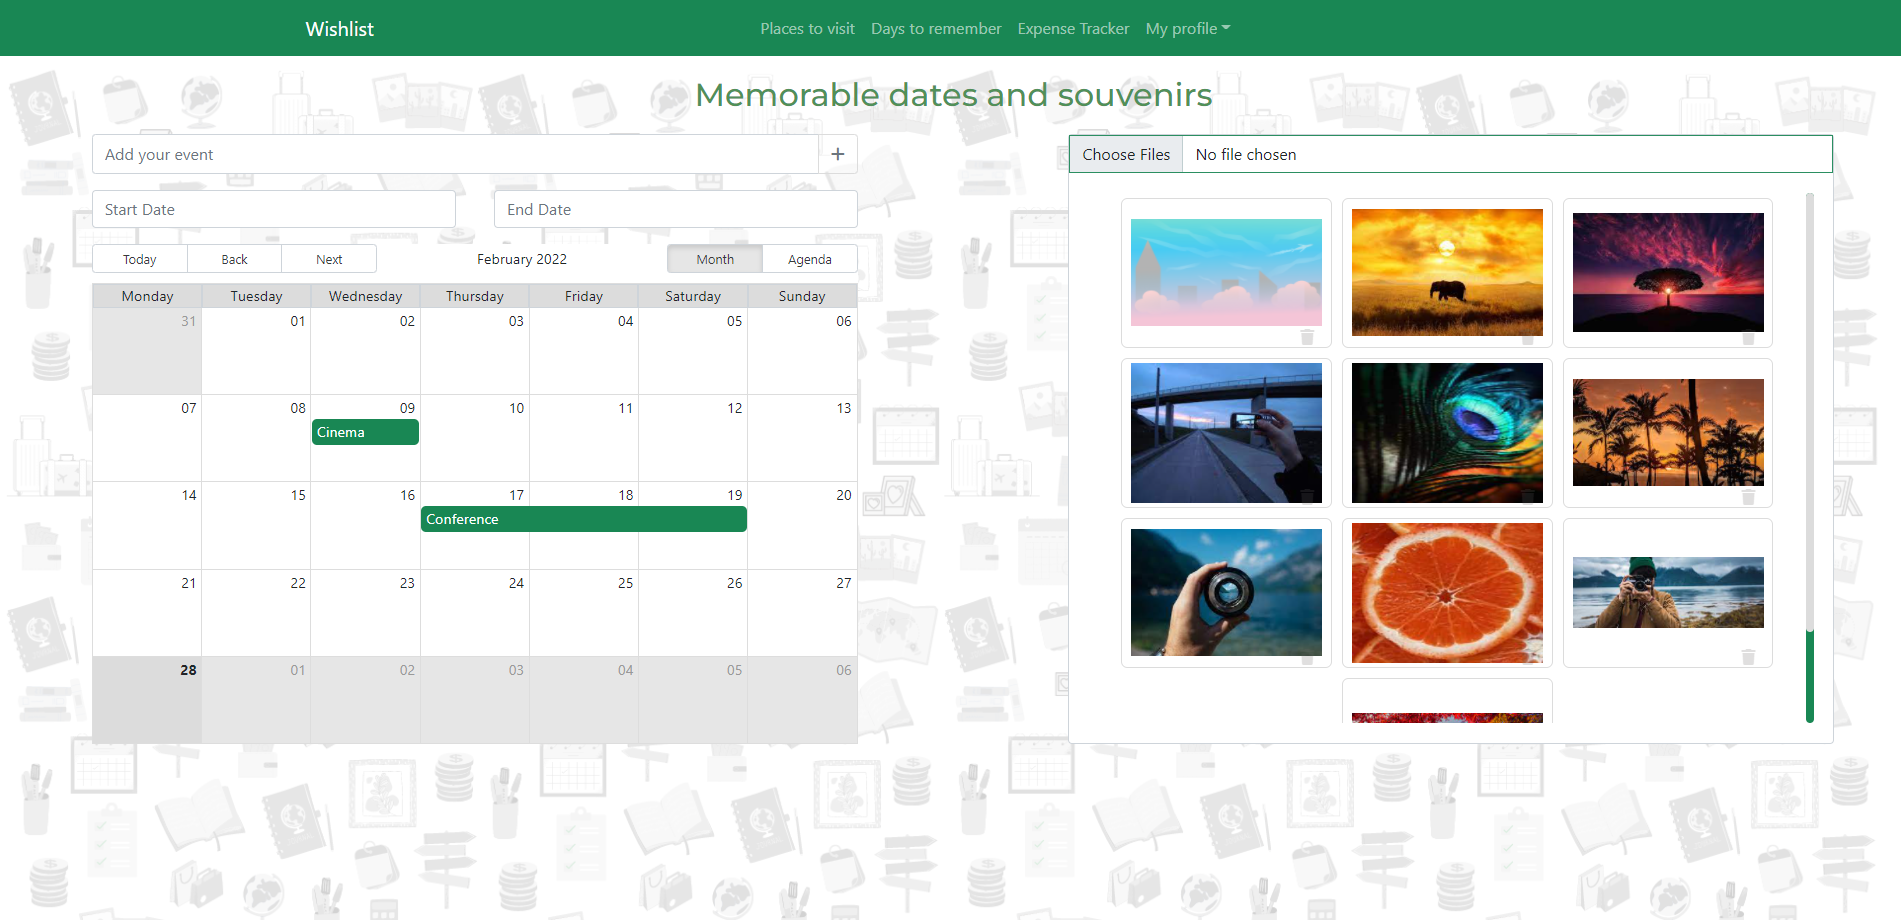 Wishlist Places to visit Days to remember Expense Tracker My profile
Memorable dates and souvenirs
Add your event +
Start Date End Date
Today Back Next February 2022 Month Agenda
Monday Tuesday Wednesday Thursday Friday Saturday Sunday
31 01 02 03 04 05 06
07 08 09 10 11 12 13
Cinema
14 15 16 17 18 19 20
Conference
21 22 23 24 25 26 27
28 01 02 03 04 05 06
Choose Files No file chosen